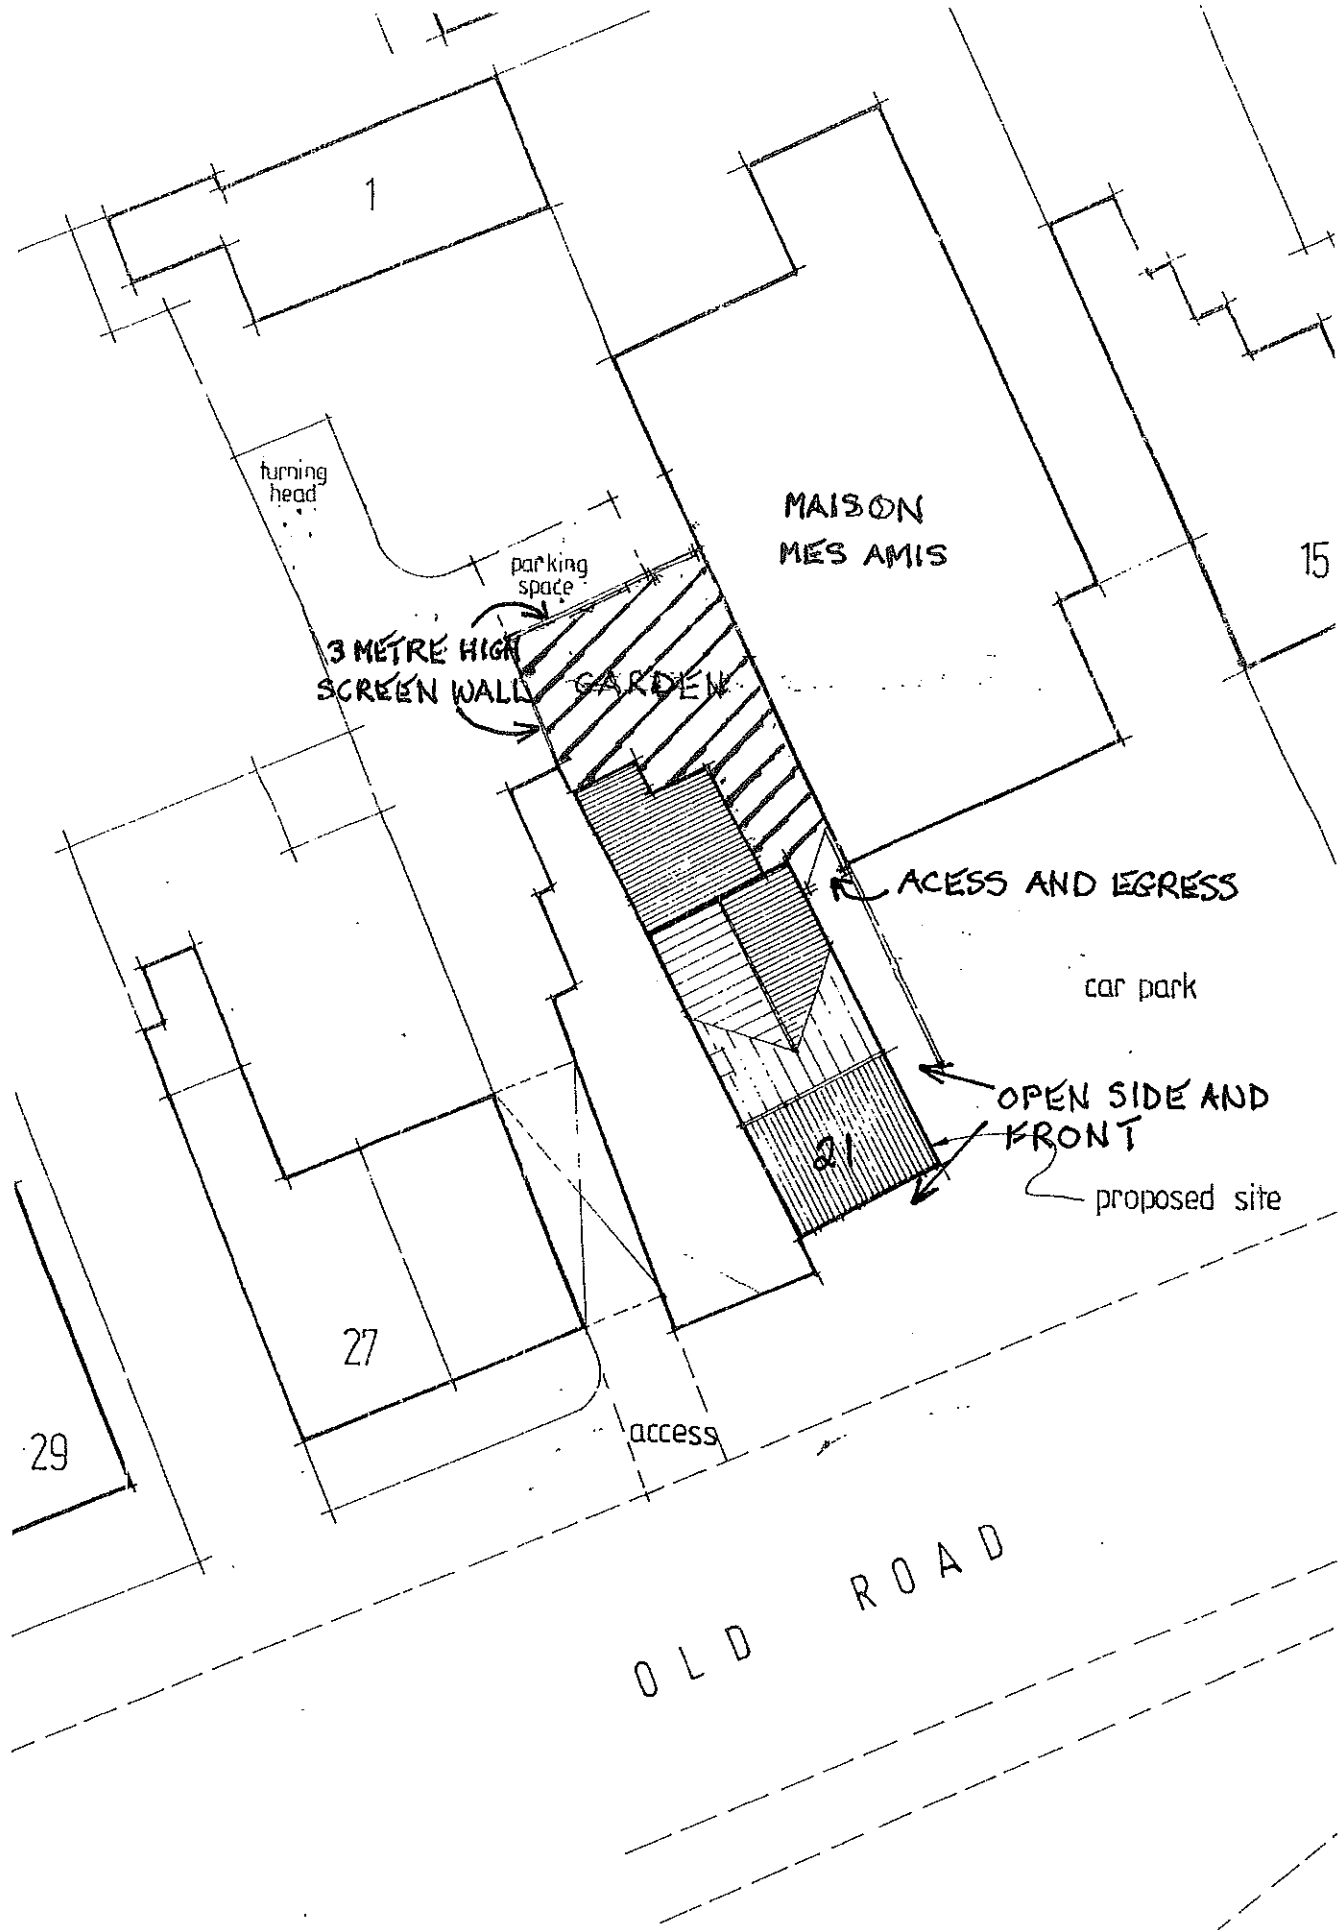 1
turning
head
MAISON
MES AMIS
15
parking
space
3 METRE HIGH
SCREEN WALL
GARDEN
ACESS AND EGRESS
car park
OPEN SIDE AND
FRONT
21
proposed site
27
29
access
OLD ROAD